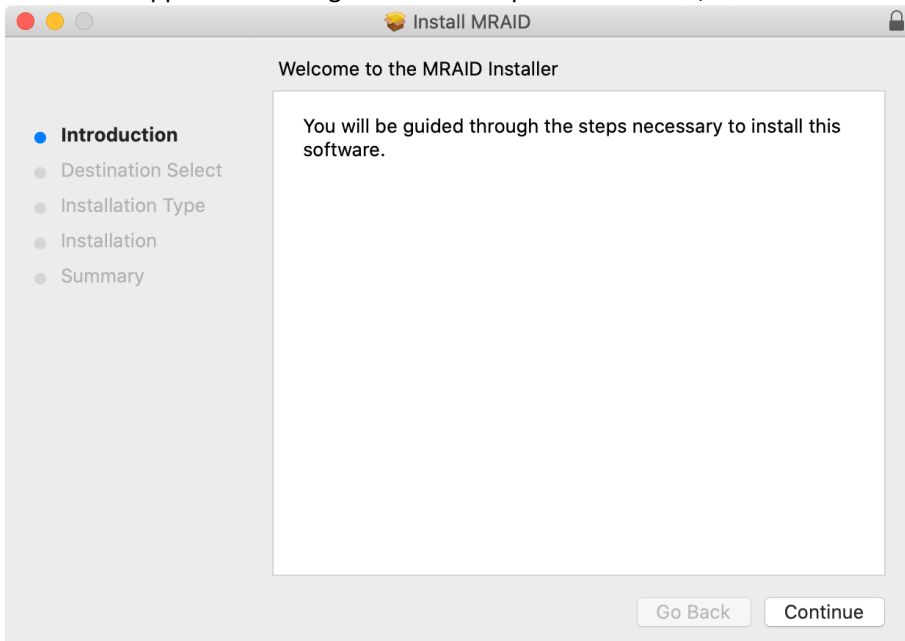 Install MRAID
Welcome to the MRAID Installer
Introduction
Destination Select
Installation Type
Installation
Summary
You will be guided through the steps necessary to install this
software.
Go Back
Continue